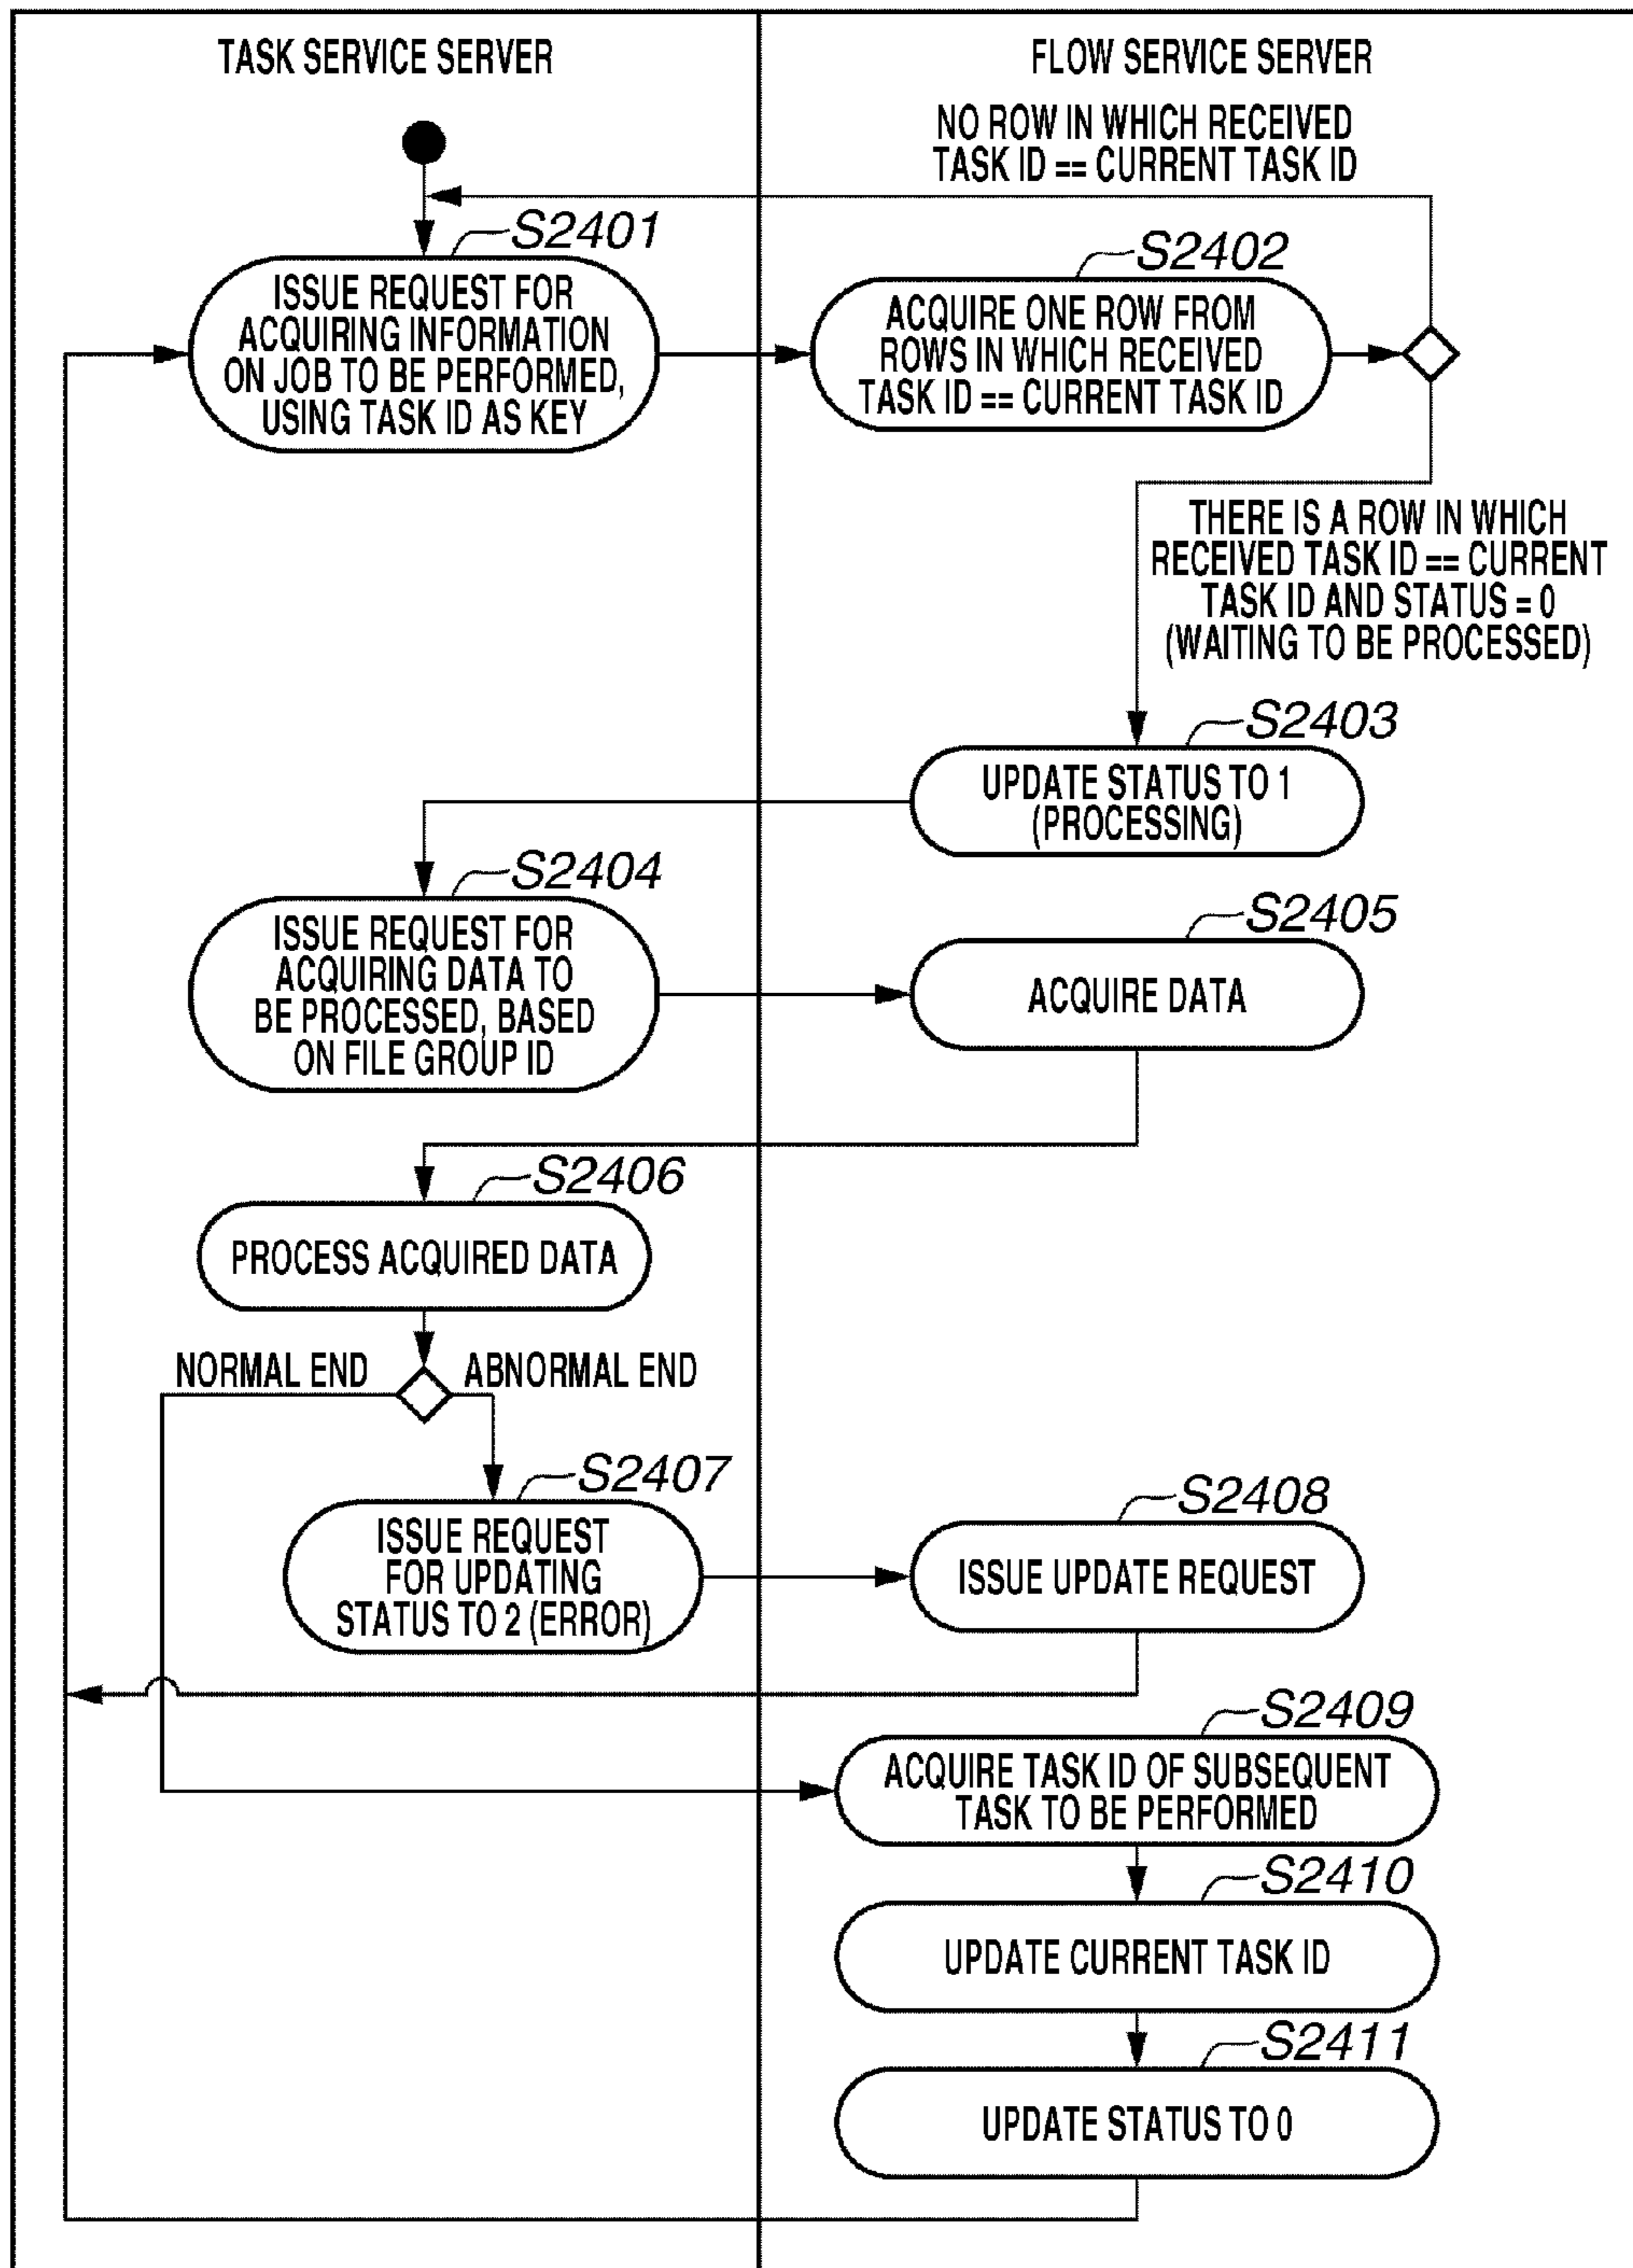 TASK SERVICE SERVER
FLOW SERVICE SERVER
NO ROW IN WHICH RECEIVED
TASK ID == CURRENT TASK ID
S2401
ISSUE REQUEST FOR
ACQUIRING INFORMATION
ON JOB TO BE PERFORMED,
USING TASK ID AS KEY
S2402
ACQUIRE ONE ROW FROM
ROWS IN WHICH RECEIVED
TASK ID == CURRENT TASK ID
THERE IS A ROW IN WHICH
RECEIVED TASK ID == CURRENT
TASK ID AND STATUS = 0
(WAITING TO BE PROCESSED)
S2403
UPDATE STATUS TO 1
(PROCESSING)
S2404
ISSUE REQUEST FOR
ACQUIRING DATA TO
BE PROCESSED, BASED
ON FILE GROUP ID
S2405
ACQUIRE DATA
S2406
PROCESS ACQUIRED DATA
NORMAL END
ABNORMAL END
S2407
ISSUE REQUEST
FOR UPDATING
STATUS TO 2 (ERROR)
S2408
ISSUE UPDATE REQUEST
S2409
ACQUIRE TASK ID OF SUBSEQUENT
TASK TO BE PERFORMED
S2410
UPDATE CURRENT TASK ID
S2411
UPDATE STATUS TO 0